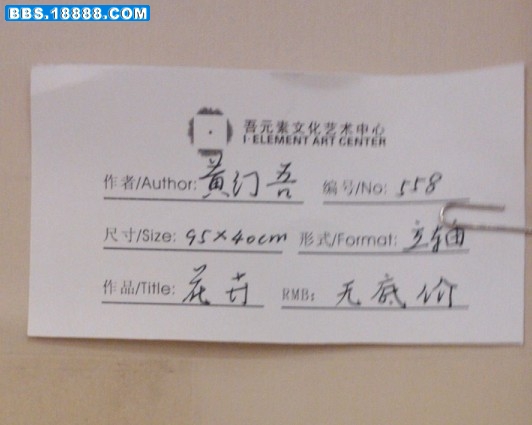 BBS.18888.COM
吾元素文化艺术中心
I·ELEMENT ART CENTER
作者/Author: 黄幻吾 编号/No: 558
尺寸/Size: 95×40cm 形式/Format: 立轴
作品/Title: 花卉 RMB: 无底价